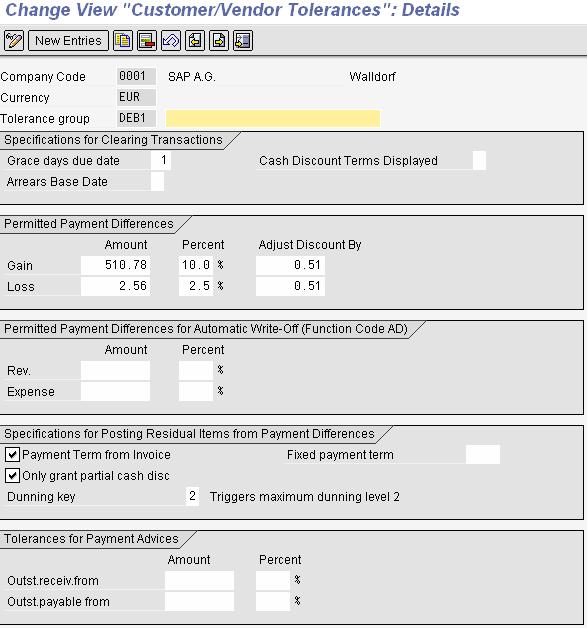 Change View "Customer/Vendor Tolerances": Details
New Entries
Company Code 0001 SAP A.G. Walldorf
Currency EUR
Tolerance group DEB1
Specifications for Clearing Transactions
Grace days due date 1 Cash Discount Terms Displayed
Arrears Base Date
Permitted Payment Differences
Amount Percent Adjust Discount By
Gain 510.78 10.0 % 0.51
Loss 2.56 2.5 % 0.51
Permitted Payment Differences for Automatic Write-Off (Function Code AD)
Amount Percent
Rev. %
Expense %
Specifications for Posting Residual Items from Payment Differences
Payment Term from Invoice Fixed payment term
Only grant partial cash disc
Dunning key 2 Triggers maximum dunning level 2
Tolerances for Payment Advices
Amount Percent
Outst.receiv.from %
Outst.payable from %